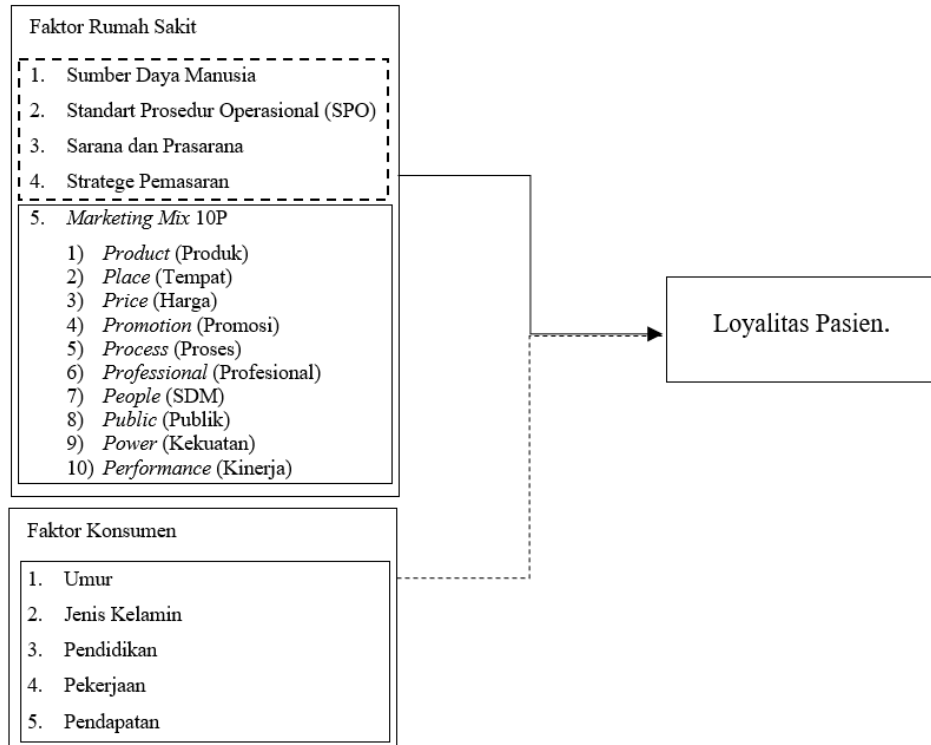 Faktor Rumah Sakit
1. Sumber Daya Manusia
2. Standart Prosedur Operasional (SPO)
3. Sarana dan Prasarana
4. Stratege Pemasaran
5. Marketing Mix 10P
1) Product (Produk)
2) Place (Tempat)
3) Price (Harga)
4) Promotion (Promosi)
5) Process (Proses)
6) Professional (Profesional)
7) People (SDM)
8) Public (Publik)
9) Power (Kekuatan)
10) Performance (Kinerja)
Loyalitas Pasien.
Faktor Konsumen
1. Umur
2. Jenis Kelamin
3. Pendidikan
4. Pekerjaan
5. Pendapatan